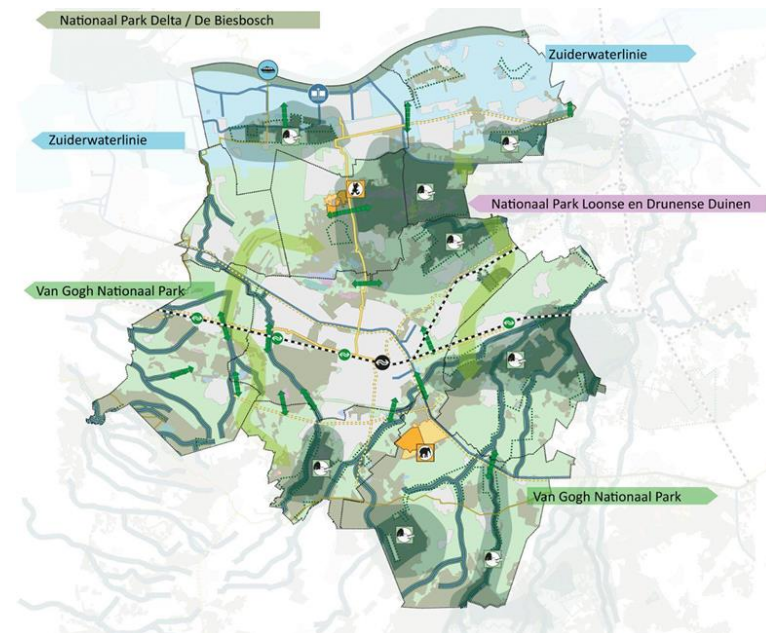 Nationaal Park Delta / De Biesbosch
Zuiderwaterlinie
Zuiderwaterlinie
Nationaal Park Loonse en Drunense Duinen
Van Gogh Nationaal Park
Van Gogh Nationaal Park